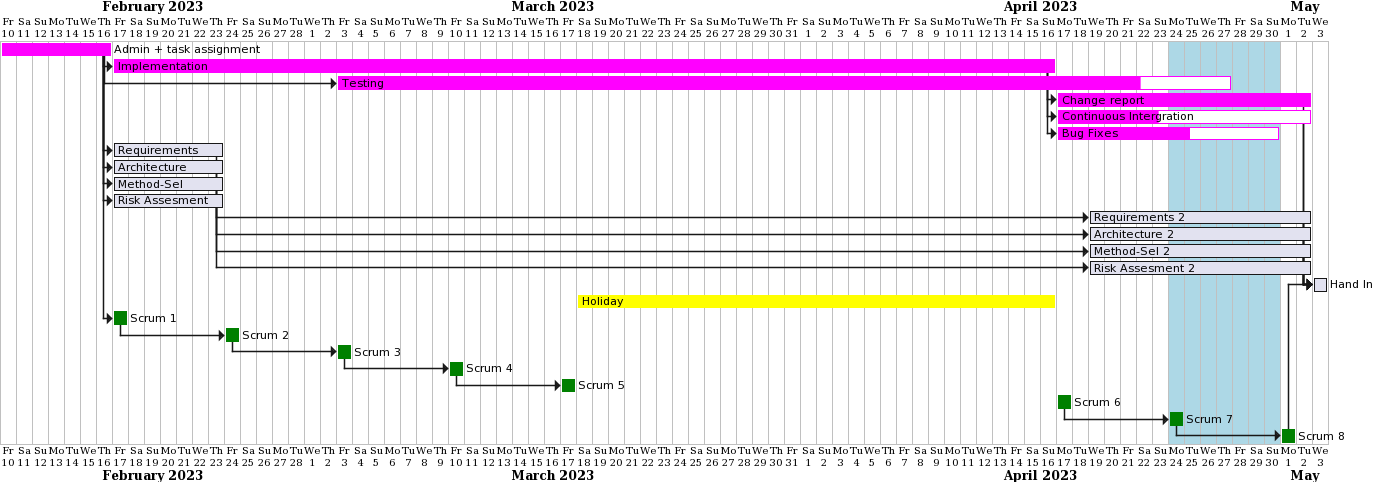 February 2023 March 2023 April 2023 May
Fr Sa Su Mo Tu We Th Fr Sa Su Mo Tu We Th Fr Sa Su Mo Tu We Th Fr Sa Su Mo Tu We Th Fr Sa Su Mo Tu We Th Fr Sa Su Mo Tu We Th Fr Sa Su Mo Tu We Th Fr Sa Su Mo Tu We Th Fr Sa Su Mo Tu We Th Fr Sa Su Mo Tu We Th Fr Sa Su Mo Tu We Th Fr Sa Su Mo Tu We
10 11 12 13 14 15 16 17 18 19 20 21 22 23 24 25 26 27 28 1 2 3 4 5 6 7 8 9 10 11 12 13 14 15 16 17 18 19 20 21 22 23 24 25 26 27 28 29 30 31 1 2 3 4 5 6 7 8 9 10 11 12 13 14 15 16 17 18 19 20 21 22 23 24 25 26 27 28 29 30 1 2 3
Admin + task assignment
Implementation
Testing
Change report
Continuous Intergration
Bug Fixes
Requirements
Architecture
Method-Sel
Risk Assesment
Requirements 2
Architecture 2
Method-Sel 2
Risk Assesment 2
Hand In
Holiday
Scrum 1
Scrum 2
Scrum 3
Scrum 4
Scrum 5
Scrum 6
Scrum 7
Scrum 8
Fr Sa Su Mo Tu We Th Fr Sa Su Mo Tu We Th Fr Sa Su Mo Tu We Th Fr Sa Su Mo Tu We Th Fr Sa Su Mo Tu We Th Fr Sa Su Mo Tu We Th Fr Sa Su Mo Tu We Th Fr Sa Su Mo Tu We Th Fr Sa Su Mo Tu We Th Fr Sa Su Mo Tu We Th Fr Sa Su Mo Tu We Th Fr Sa Su Mo Tu We
10 11 12 13 14 15 16 17 18 19 20 21 22 23 24 25 26 27 28 1 2 3 4 5 6 7 8 9 10 11 12 13 14 15 16 17 18 19 20 21 22 23 24 25 26 27 28 29 30 31 1 2 3 4 5 6 7 8 9 10 11 12 13 14 15 16 17 18 19 20 21 22 23 24 25 26 27 28 29 30 1 2 3
February 2023 March 2023 April 2023 May